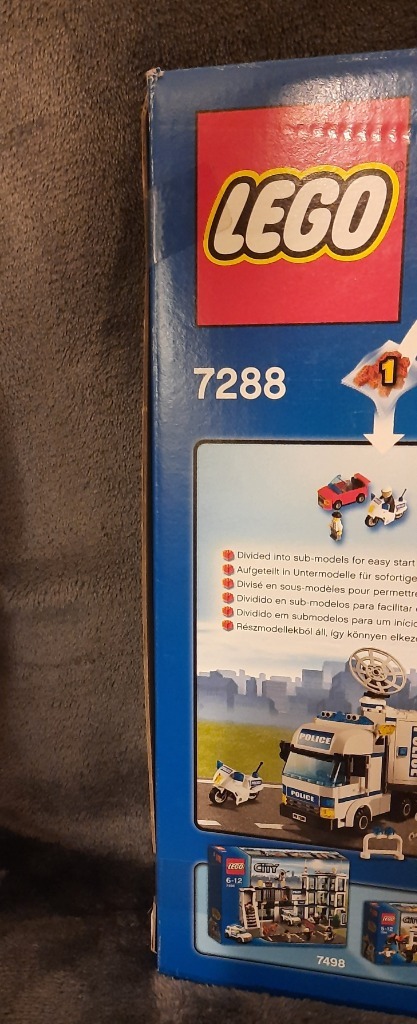 LEGO®
7288
1
Divided into sub-models for easy start
Aufgeteilt in Untermodelle für sofortige
Divisé en sous-modèles pour permettre
Dividido en sub-modelos para facilitar
Dividido em submodelos para um início
Részmodellekből áll, így könnyen elkez
POLICE
POLICE
LEGO CITY
6-12
7498